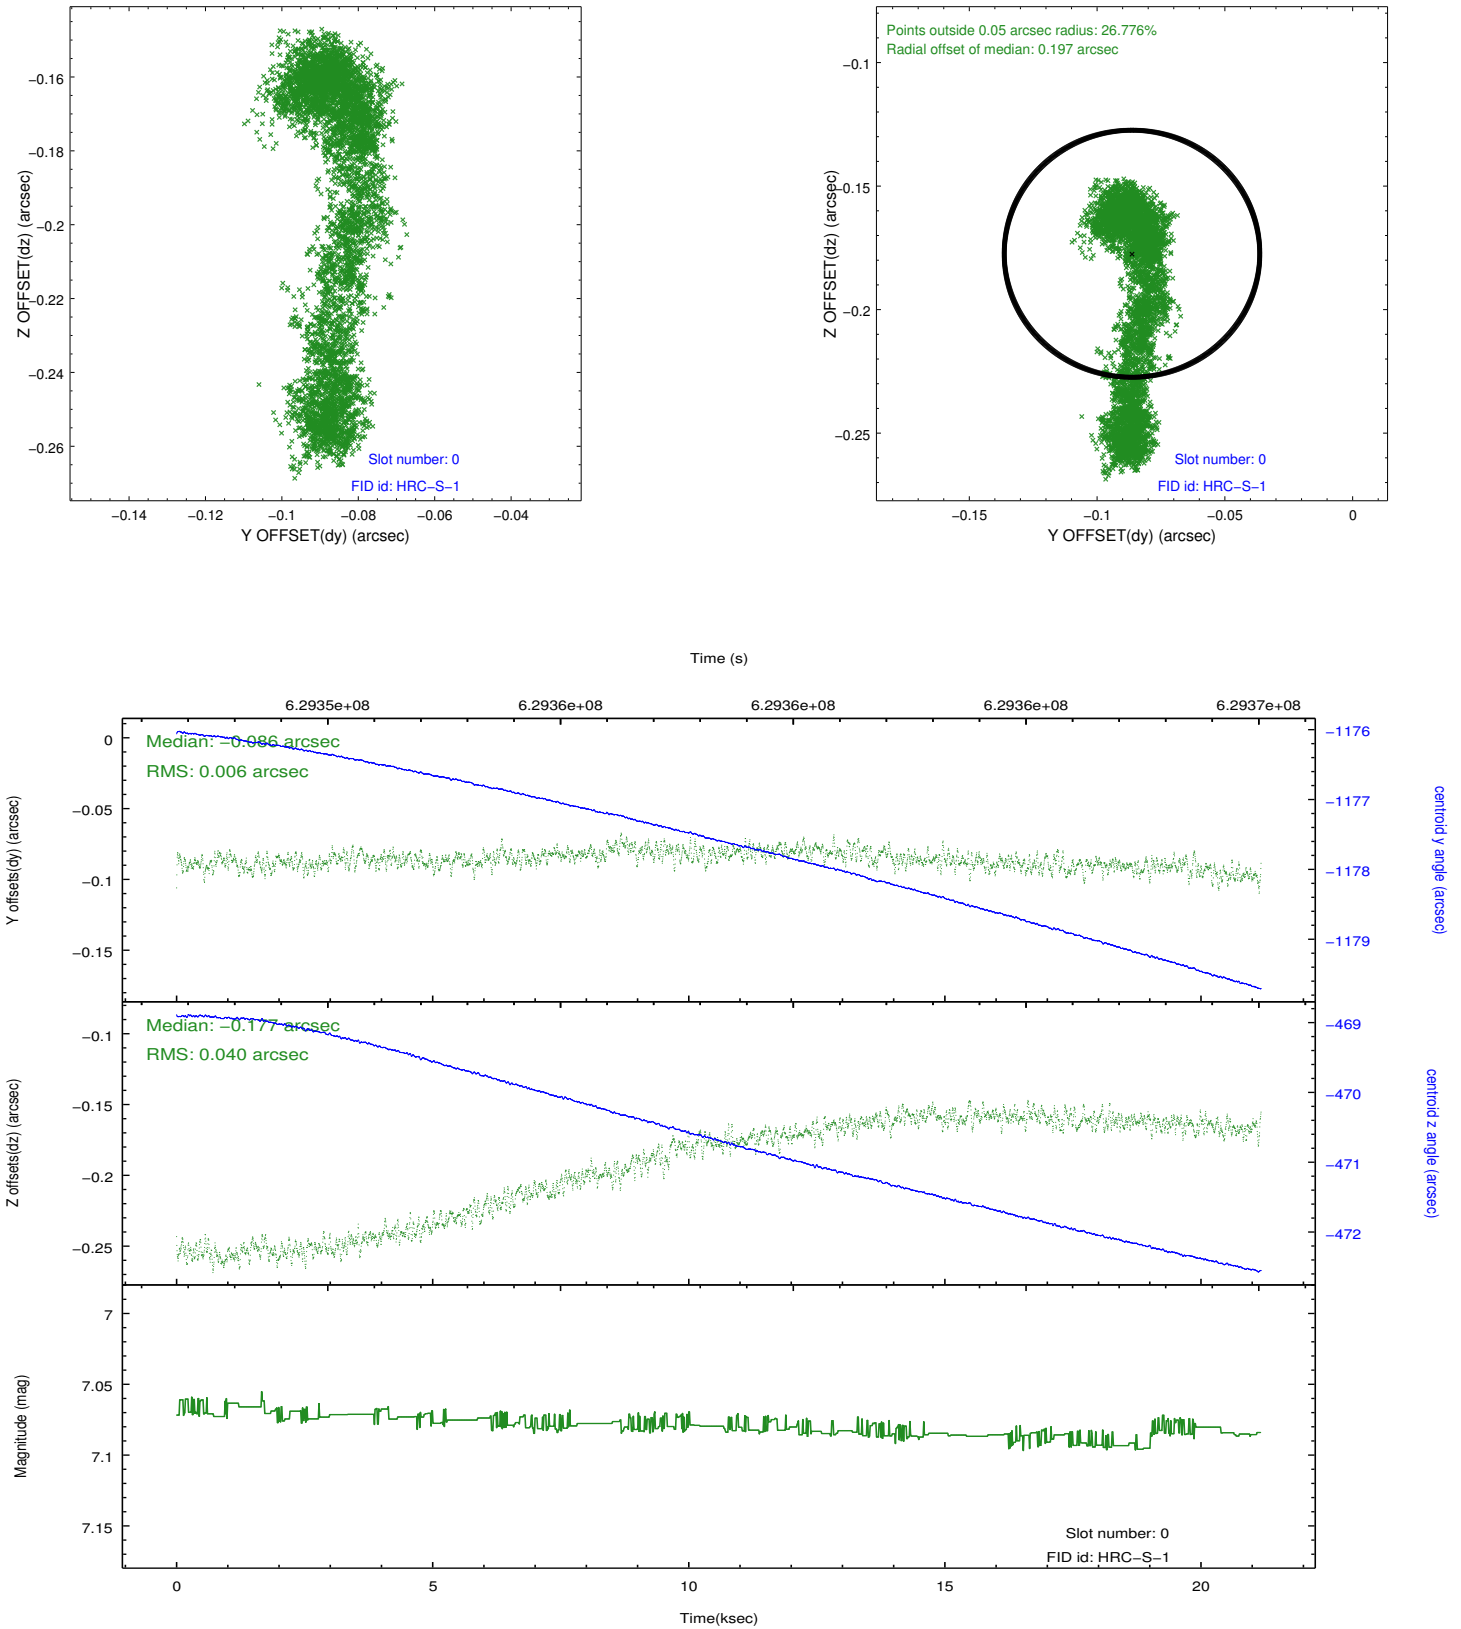 −0.16
−0.18
−0.2
−0.22
−0.24
−0.26
Z OFFSET(dz) (arcsec)
Slot number: 0
FID id: HRC−S−1
−0.14 −0.12 −0.1 −0.08 −0.06 −0.04
Y OFFSET(dy) (arcsec)
Points outside 0.05 arcsec radius: 26.776%
Radial offset of median: 0.197 arcsec
−0.1
−0.15
−0.2
−0.25
Z OFFSET(dz) (arcsec)
Slot number: 0
FID id: HRC−S−1
−0.15 −0.1 −0.05 0
Y OFFSET(dy) (arcsec)
Time (s)
6.2935e+08 6.2936e+08 6.2936e+08 6.2936e+08 6.2937e+08
Median: −0.086 arcsec
RMS: 0.006 arcsec
0
−0.05
−0.1
−0.15
Y offsets(dy) (arcsec)
−1176
−1177
−1178
−1179
centroid y angle (arcsec)
Median: −0.177 arcsec
RMS: 0.040 arcsec
−0.1
−0.15
−0.2
−0.25
Z offsets(dz) (arcsec)
−469
−470
−471
−472
centroid z angle (arcsec)
7
7.05
7.1
7.15
Magnitude (mag)
Slot number: 0
FID id: HRC−S−1
0 5 10 15 20
Time(ksec)